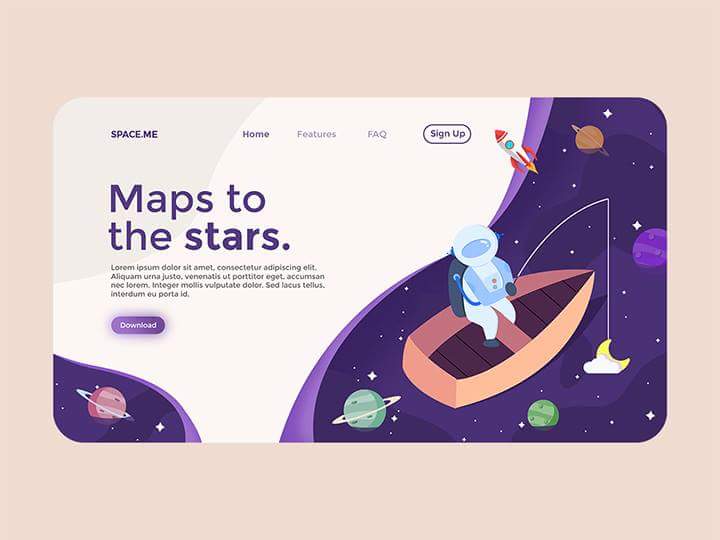 SPACE.ME
Home
Features
FAQ
Sign Up
Maps to
the stars.
Lorem ipsum dolor sit amet, consectetur adipiscing elit.
Aliquam urna justo, venenatis ut porttitor eget, accumsan
nec lorem. Integer mollis vulputate dolor. Sed lacus tellus,
interdum eu porta id.
Download